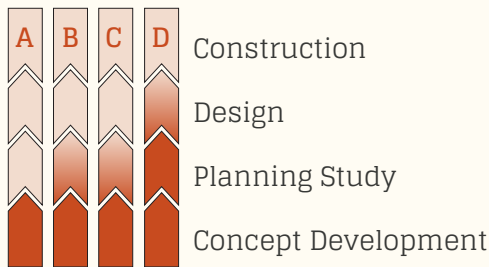 A B C D
Construction
Design
Planning Study
Concept Development